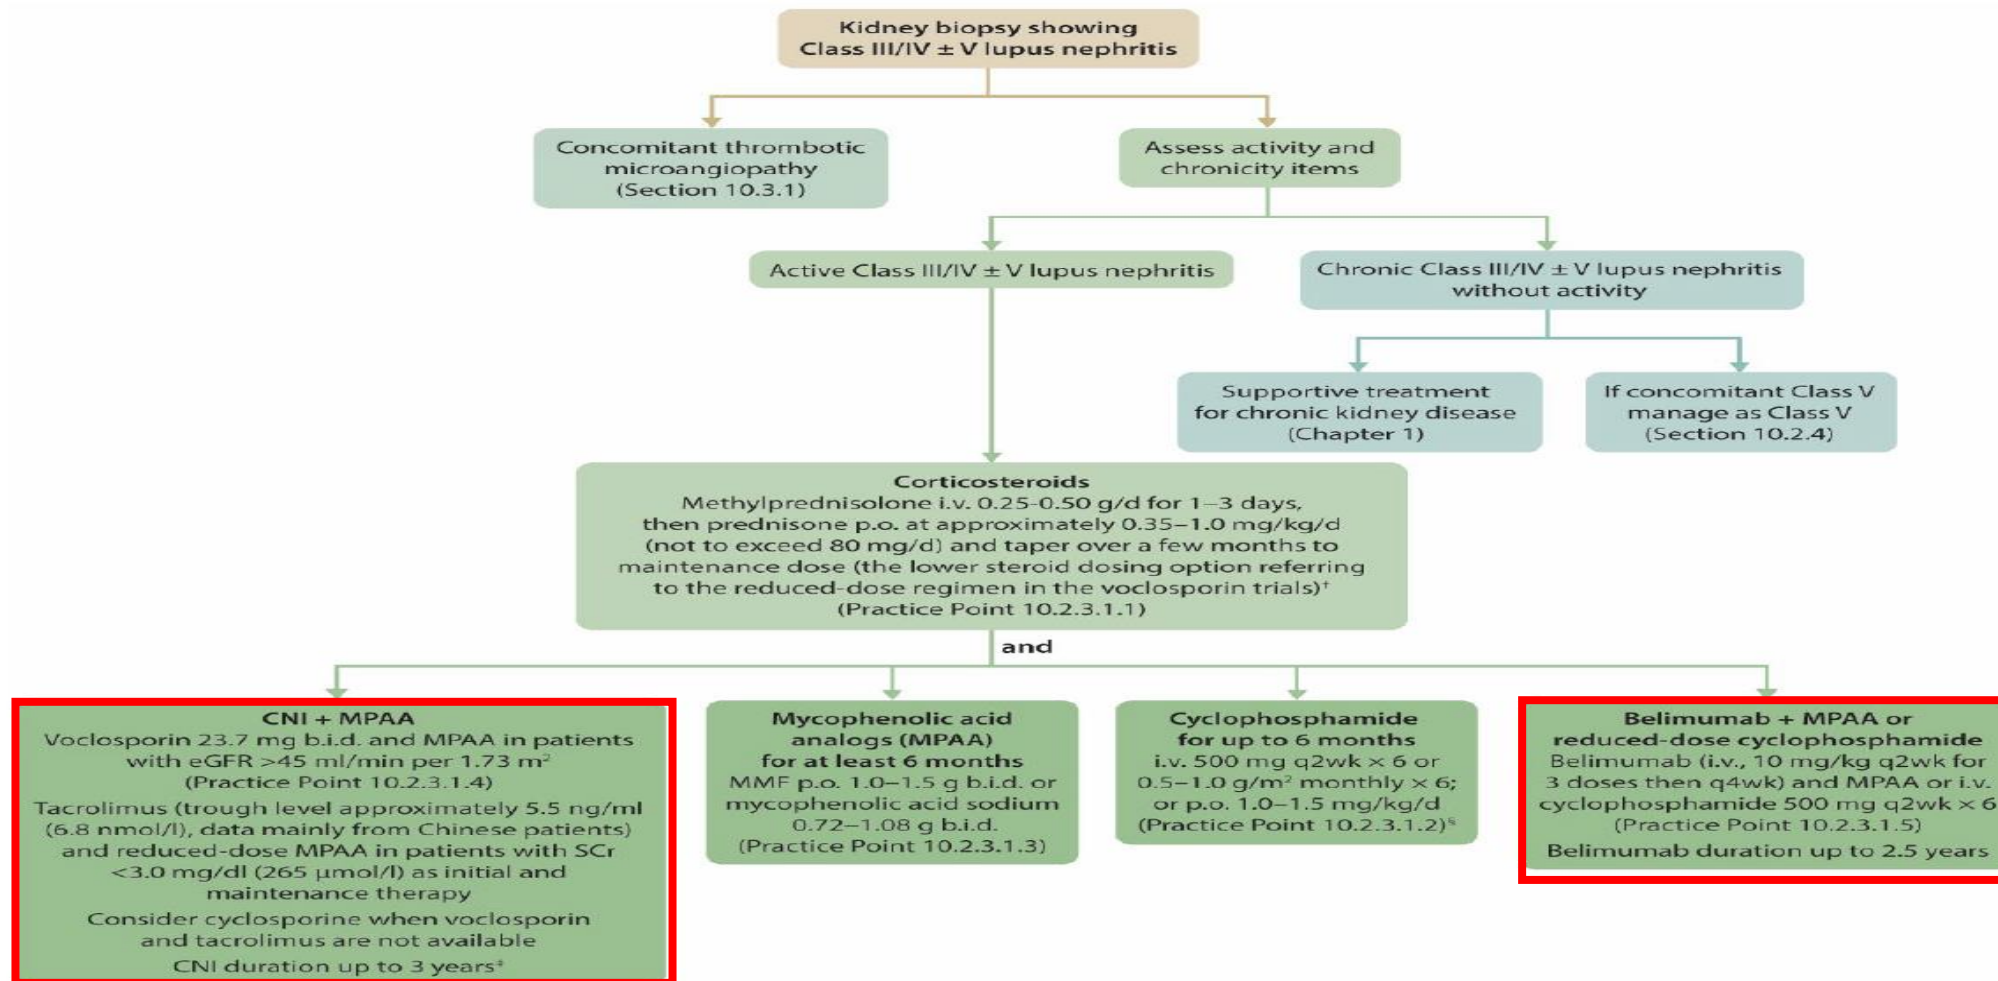 Kidney biopsy showing
Class III/IV ± V lupus nephritis
Concomitant thrombotic
microangiopathy
(Section 10.3.1)
Assess activity and
chronicity items
Active Class III/IV ± V lupus nephritis
Chronic Class III/IV ± V lupus nephritis
without activity
Supportive treatment
for chronic kidney disease
(Chapter 1)
If concomitant Class V
manage as Class V
(Section 10.2.4)
Corticosteroids
Methylprednisolone i.v. 0.25-0.50 g/d for 1–3 days,
then prednisone p.o. at approximately 0.35–1.0 mg/kg/d
(not to exceed 80 mg/d) and taper over a few months to
maintenance dose (the lower steroid dosing option referring
to the reduced-dose regimen in the voclosporin trials)†
(Practice Point 10.2.3.1.1)
and
CNI + MPAA
Voclosporin 23.7 mg b.i.d. and MPAA in patients
with eGFR >45 ml/min per 1.73 m²
(Practice Point 10.2.3.1.4)
Tacrolimus (trough level approximately 5.5 ng/ml
(6.8 nmol/l), data mainly from Chinese patients)
and reduced-dose MPAA in patients with SCr
<3.0 mg/dl (265 µmol/l) as initial and
maintenance therapy
Consider cyclosporine when voclosporin
and tacrolimus are not available
CNI duration up to 3 years‡
Mycophenolic acid
analogs (MPAA)
for at least 6 months
MMF p.o. 1.0–1.5 g b.i.d. or
mycophenolic acid sodium
0.72–1.08 g b.i.d.
(Practice Point 10.2.3.1.3)
Cyclophosphamide
for up to 6 months
i.v. 500 mg q2wk × 6 or
0.5–1.0 g/m² monthly × 6;
or p.o. 1.0–1.5 mg/kg/d
(Practice Point 10.2.3.1.2)§
Belimumab + MPAA or
reduced-dose cyclophosphamide
Belimumab (i.v., 10 mg/kg q2wk for
3 doses then q4wk) and MPAA or i.v.
cyclophosphamide 500 mg q2wk × 6
(Practice Point 10.2.3.1.5)
Belimumab duration up to 2.5 years